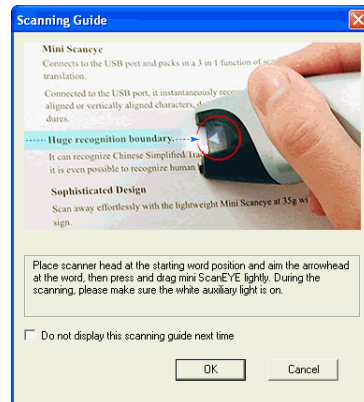 Scanning Guide
Mini Scaneye
Connects to the USB port and packs in a 3 in 1 function of
translation.
Connected to the USB port, it instantaneously
aligned or vertically aligned characters,
dures.
Huge recognition boundary.
It can recognize Chinese Simplified/
it is even possible to recognize human
Sophisticated Design
Scan away effortlessly with the lightweight Mini Scaneye at 35g
sign.
Place scanner head at the starting word position and aim the arrowhead
at the word, then press and drag mini ScanEYE lightly. During the
scanning, please make sure the white auxiliary light is on.
Do not display this scanning guide next time
OK
Cancel